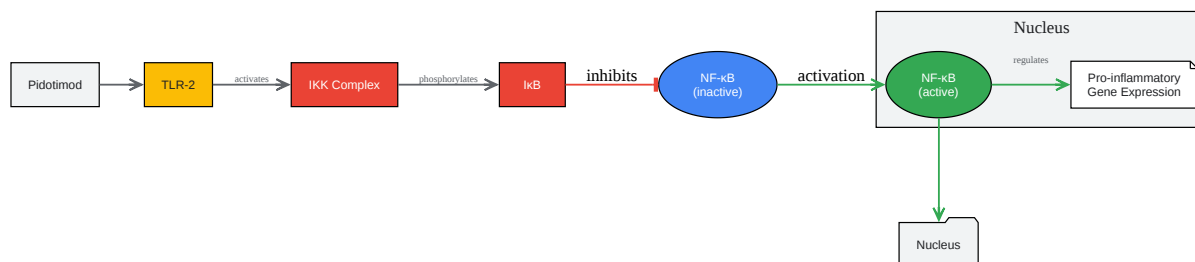 Nucleus
Pidotimod
TLR-2
activates
IKK Complex
phosphorylates
IκB
inhibits
NF-κB
(inactive)
activation
NF-κB
(active)
regulates
Pro-inflammatory
Gene Expression
Nucleus